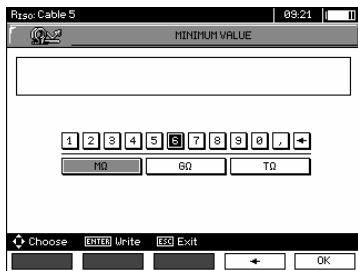 RISO: Cable 5 09:21
MINIMUM VALUE
1 2 3 4 5 6 7 8 9 0 , ←
MΩ GΩ TΩ
Choose ENTER Write ESC Exit
← OK